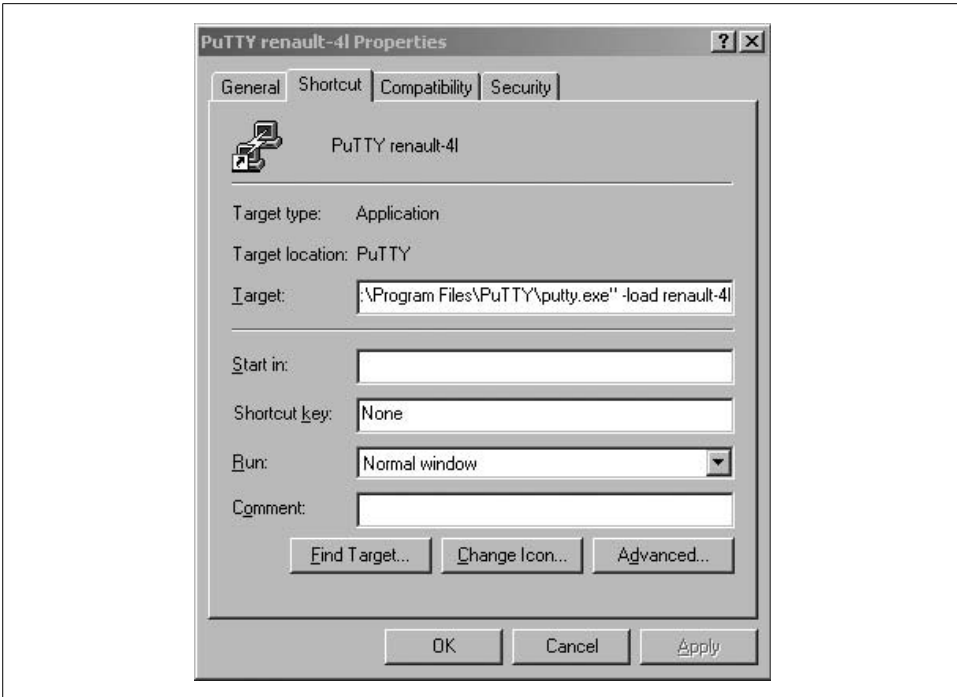 PuTTY renault-4l Properties
General Shortcut Compatibility Security
PuTTY renault-4l
Target type: Application
Target location: PuTTY
Target: :\Program Files\PuTTY\putty.exe" -load renault-4l
Start in:
Shortcut key: None
Run: Normal window
Comment:
Find Target... Change Icon... Advanced...
OK Cancel Apply